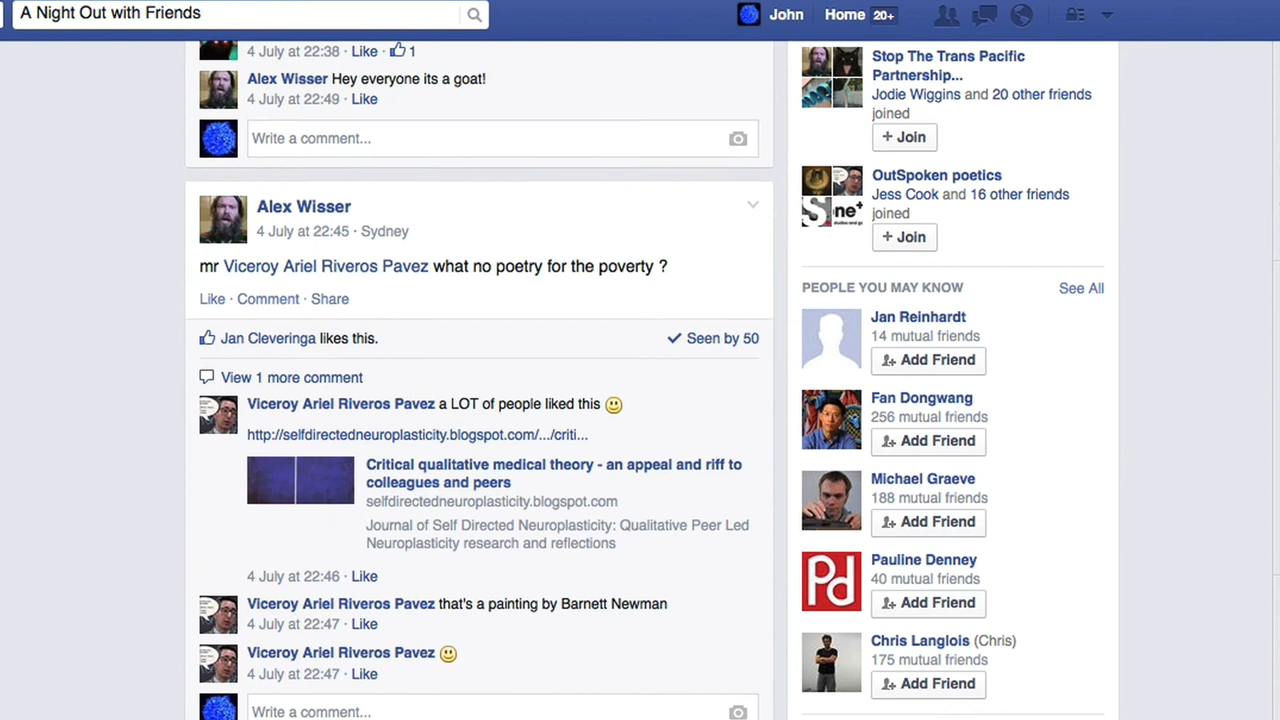 A Night Out with Friends
John Home 20+
4 July at 22:38 · Like · 1
Alex Wisser Hey everyone its a goat!
4 July at 22:49 · Like
Write a comment...
Alex Wisser
4 July at 22:45 · Sydney
mr Viceroy Ariel Riveros Pavez what no poetry for the poverty ?
Like · Comment · Share
Jan Cleveringa likes this.
Seen by 50
View 1 more comment
Viceroy Ariel Riveros Pavez a LOT of people liked this
http://selfdirectedneuroplasticity.blogspot.com/.../criti...
Critical qualitative medical theory - an appeal and riff to
colleagues and peers
selfdirectedneuroplasticity.blogspot.com
Journal of Self Directed Neuroplasticity: Qualitative Peer Led
Neuroplasticity research and reflections
4 July at 22:46 · Like
Viceroy Ariel Riveros Pavez that's a painting by Barnett Newman
4 July at 22:47 · Like
Viceroy Ariel Riveros Pavez
4 July at 22:47 · Like
Write a comment...
Stop The Trans Pacific
Partnership...
Jodie Wiggins and 20 other friends
joined
+ Join
OutSpoken poetics
Jess Cook and 16 other friends
joined
+ Join
PEOPLE YOU MAY KNOW
See All
Jan Reinhardt
14 mutual friends
Add Friend
Fan Dongwang
256 mutual friends
Add Friend
Michael Graeve
188 mutual friends
Add Friend
Pd
Pauline Denney
40 mutual friends
Add Friend
Chris Langlois (Chris)
175 mutual friends
Add Friend